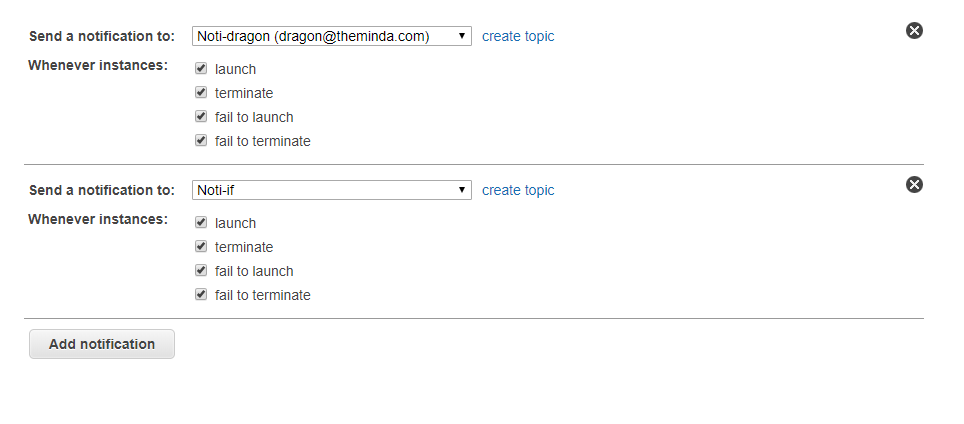 Send a notification to: Noti-dragon (dragon@theminda.com) create topic
Whenever instances: launch
terminate
fail to launch
fail to terminate
Send a notification to: Noti-if create topic
Whenever instances: launch
terminate
fail to launch
fail to terminate
Add notification